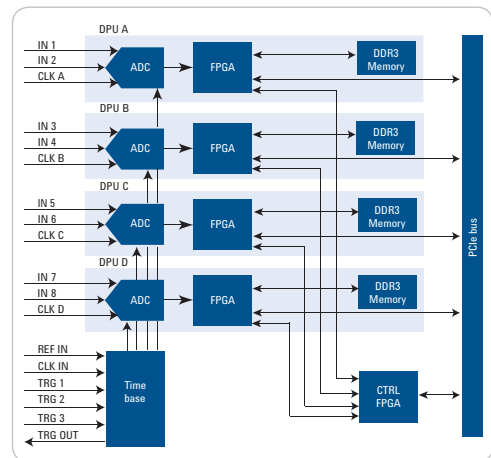 DPU A
IN 1
IN 2
CLK A
ADC
FPGA
DDR3
Memory
DPU B
IN 3
IN 4
CLK B
ADC
FPGA
DDR3
Memory
DPU C
IN 5
IN 6
CLK C
ADC
FPGA
DDR3
Memory
DPU D
IN 7
IN 8
CLK D
ADC
FPGA
DDR3
Memory
PCIe bus
REF IN
CLK IN
TRG 1
TRG 2
TRG 3
TRG OUT
Time
base
CTRL
FPGA